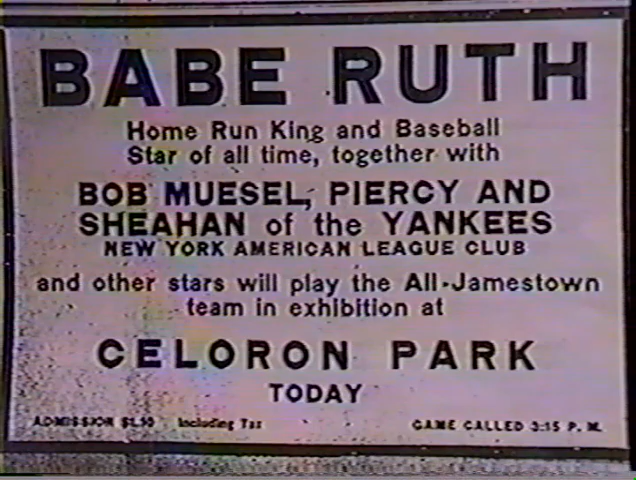 BABE RUTH
Home Run King and Baseball
Star of all time, together with
BOB MUESEL, PIERCY AND
SHEAHAN of the YANKEES
NEW YORK AMERICAN LEAGUE CLUB
and other stars will play the All-Jamestown
team in exhibition at
CELORON PARK
TODAY
ADMISSION $1.50 Including Tax GAME CALLED 3:15 P. M.